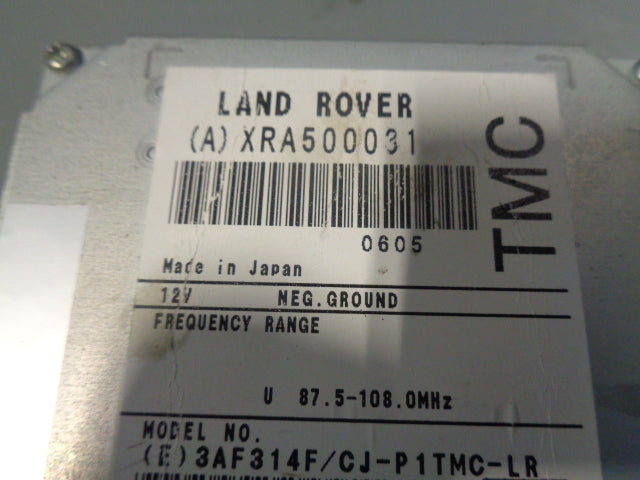 LAND ROVER
(A) XRA500031
TMC
0605
Made in Japan
12V NEG.GROUND
FREQUENCY RANGE
U 87.5-108.0MHz
MODEL NO.
(E)3AF314F/CJ-P1TMC-LR